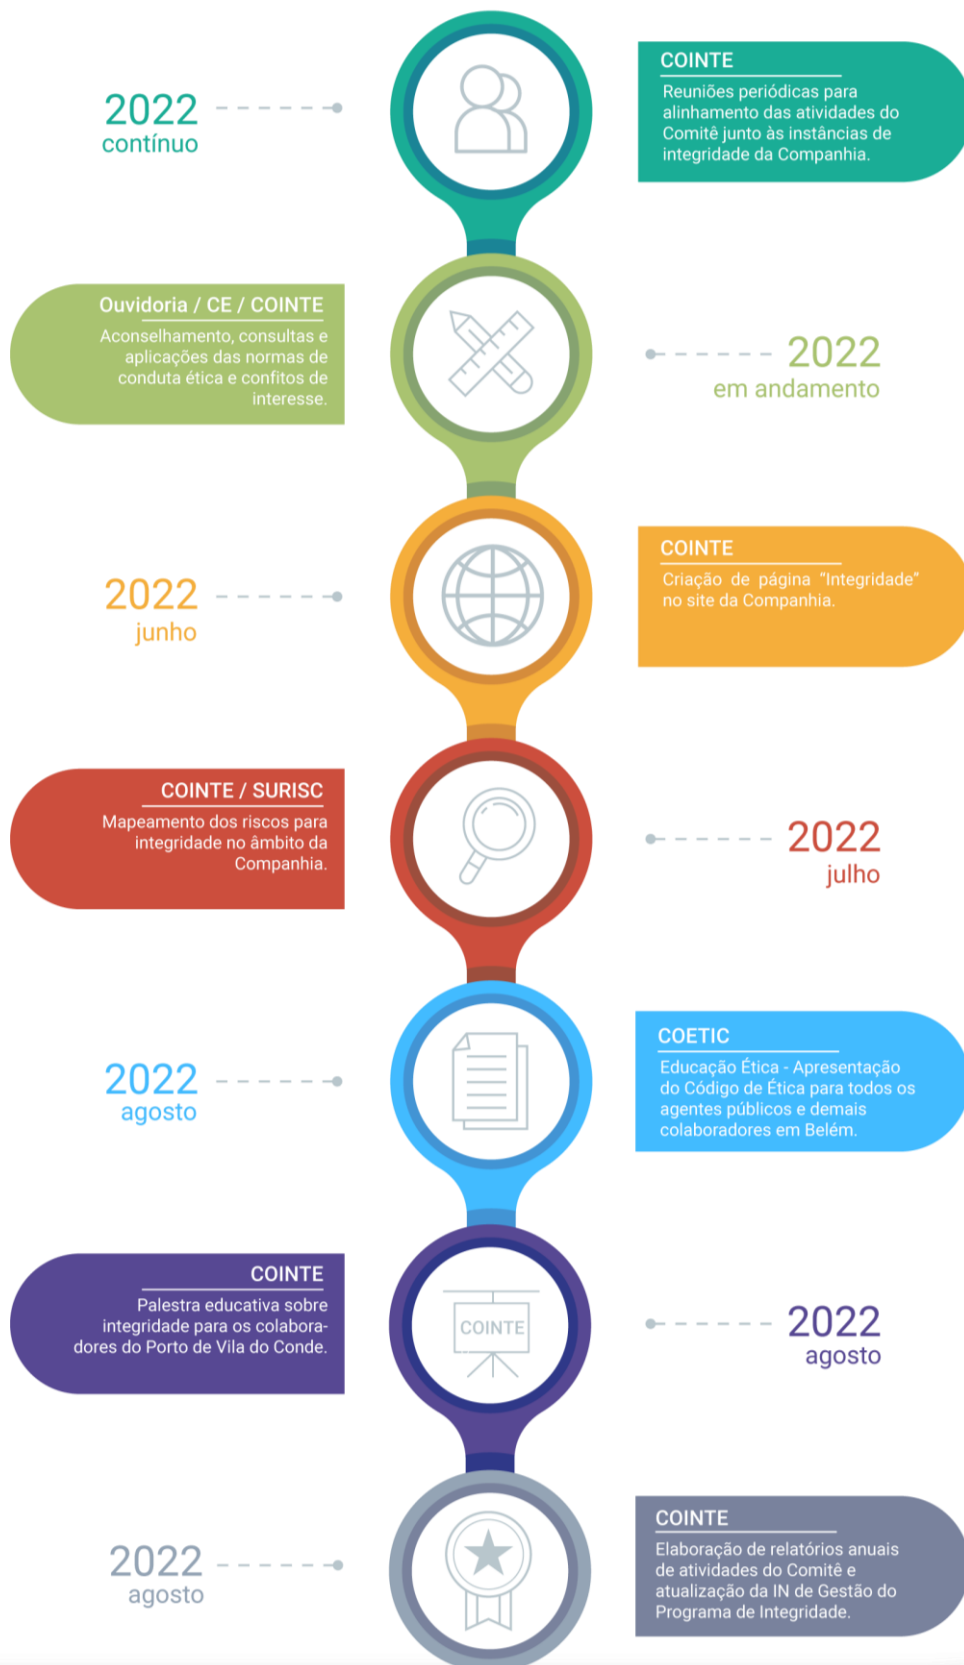 2022
contínuo
COINTE
Reuniões periódicas para
alinhamento das atividades do
Comitê junto às instâncias de
integridade da Companhia.
Ouvidoria / CE / COINTE
Aconselhamento, consultas e
aplicações das normas de
conduta ética e confitos de
interesse.
2022
em andamento
2022
junho
COINTE
Criação de página “Integridade”
no site da Companhia.
COINTE / SURISC
Mapeamento dos riscos para
integridade no âmbito da
Companhia.
2022
julho
2022
agosto
COETIC
Educação Ética - Apresentação
do Código de Ética para todos os
agentes públicos e demais
colaboradores em Belém.
COINTE
Palestra educativa sobre
integridade para os colabora-
dores do Porto de Vila do Conde.
COINTE
2022
agosto
2022
agosto
COINTE
Elaboração de relatórios anuais
de atividades do Comitê e
atualização da IN de Gestão do
Programa de Integridade.